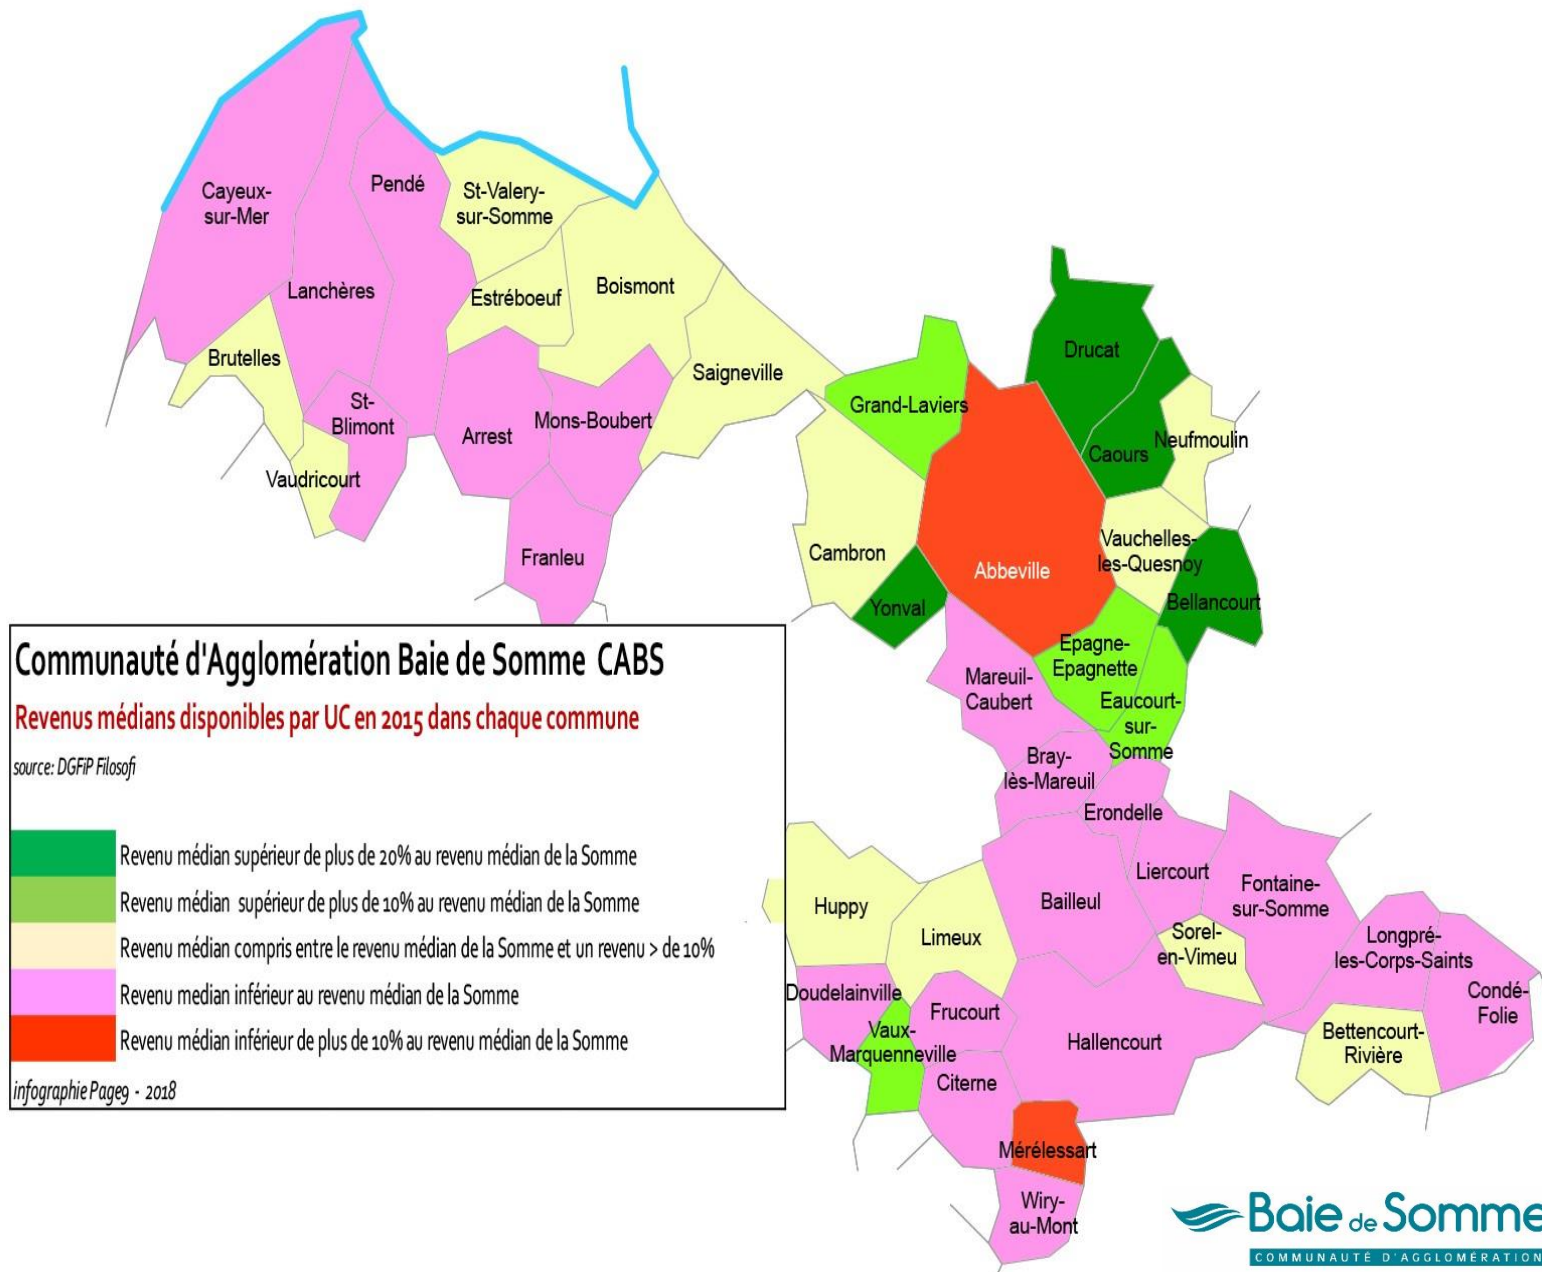 Cayeux-
sur-Mer
Pendé
St-Valery-
sur-Somme
Lanchères
Estréboeuf
Boismont
Brutelles
Saigneville
St-
Blimont
Arrest
Mons-Boubert
Vaudricourt
Franleu
Drucat
Grand-Laviers
Caours
Neufmoulin
Cambron
Abbeville
Vauchelles-
les-Quesnoy
Yonval
Bellancourt
Epagne-
Epagnette
Mareuil-
Caubert
Eaucourt-
sur-
Somme
Bray-
lès-Mareuil
Erondelle
Liercourt
Bailleul
Fontaine-
sur-Somme
Huppy
Limeux
Sorel-
en-Vimeu
Longpré-
les-Corps-Saints
Condé-
Folie
Doudelainville
Frucourt
Vaux-
Marquenneville
Hallencourt
Bettencourt-
Rivière
Citerne
Mérélessart
Wiry-
au-Mont
Communauté d'Agglomération Baie de Somme CABS
Revenus médians disponibles par UC en 2015 dans chaque commune
source: DGFiP Filosofi
Revenu médian supérieur de plus de 20% au revenu médian de la Somme
Revenu médian supérieur de plus de 10% au revenu médian de la Somme
Revenu médian compris entre le revenu médian de la Somme et un revenu > de 10%
Revenu median inférieur au revenu médian de la Somme
Revenu médian inférieur de plus de 10% au revenu médian de la Somme
infographie Page9 - 2018
Baie de Somme
COMMUNAUTÉ D'AGGLOMÉRATION